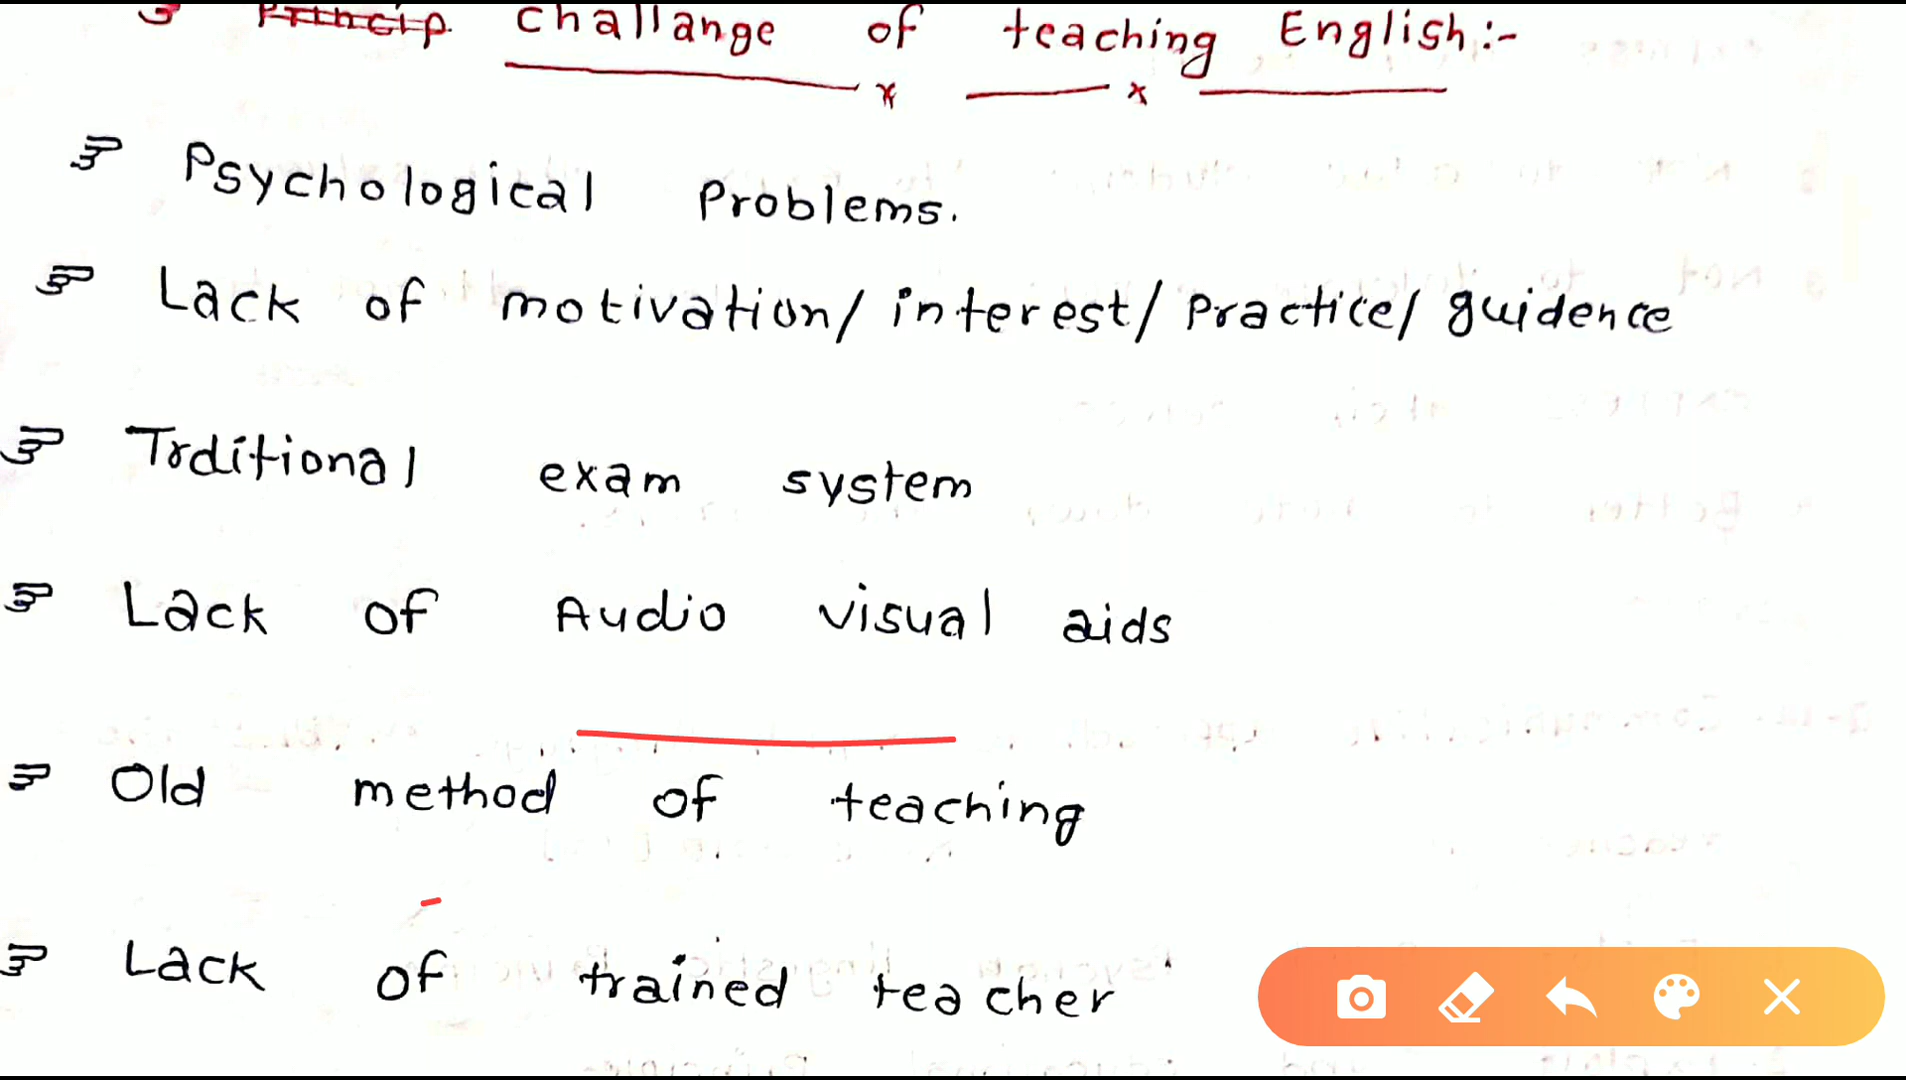 Princip challange of teaching English:-
Psychological Problems.
Lack of motivation/ interest/ Practice/ guidence
Trditional exam system
Lack of Audio visual aids
Old method of teaching
Lack of trained teacher